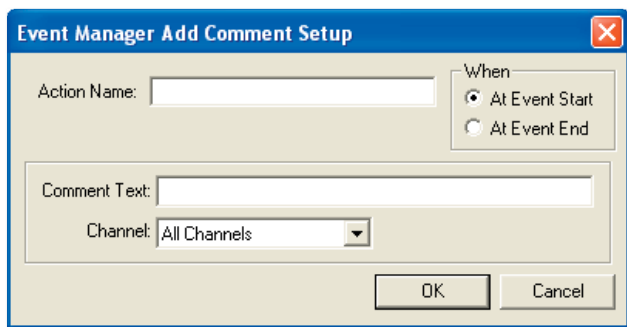 Event Manager Add Comment Setup
When
Action Name:
At Event Start
At Event End
Comment Text:
Channel: All Channels
OK Cancel